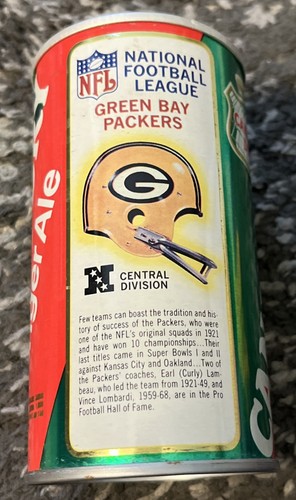 NFL
NATIONAL
FOOTBALL
LEAGUE
GREEN BAY
PACKERS
G
N
CENTRAL
DIVISION
Few teams can boast the tradition and his-
tory of success of the Packers, who were
one of the NFL's original squads in 1921
and have won 10 championships...Their
last titles came in Super Bowls I and II
against Kansas City and Oakland...Two of
the Packers' coaches, Earl (Curly) Lam-
beau, who led the team from 1921-49, and
Vince Lombardi, 1959-68, are in the Pro
Football Hall of Fame.
ger Ale